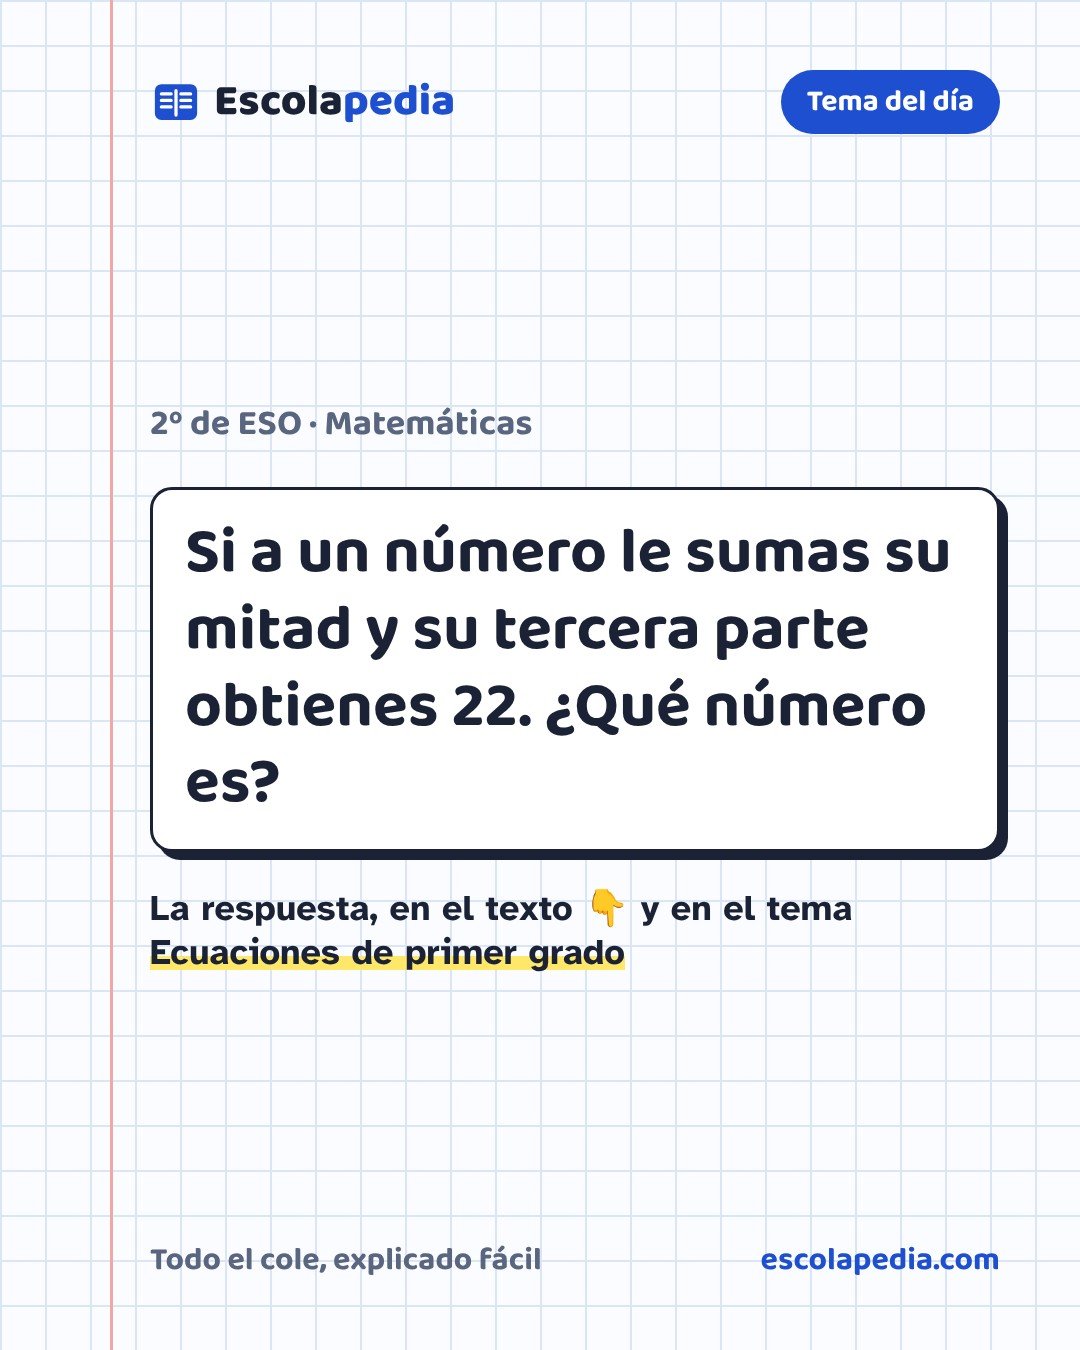 Escolapedia
Tema del día
2º de ESO · Matemáticas
Si a un número le sumas su
mitad y su tercera parte
obtienes 22. ¿Qué número
es?
La respuesta, en el texto 👇 y en el tema
Ecuaciones de primer grado
Todo el cole, explicado fácil
escolapedia.com